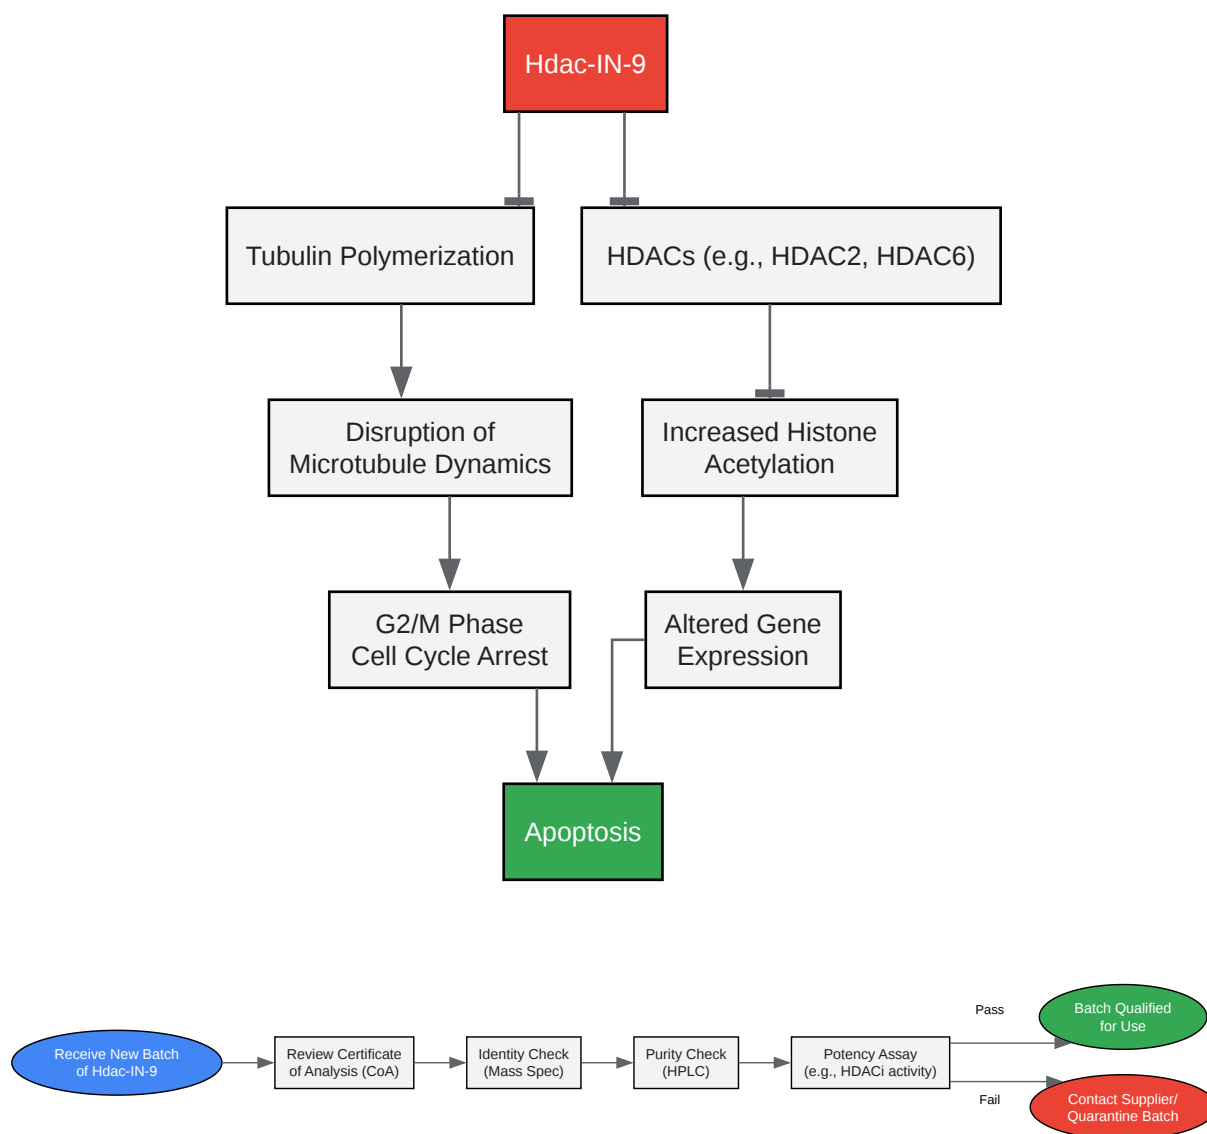 Hdac-IN-9
Tubulin Polymerization
HDACs (e.g., HDAC2, HDAC6)
Disruption of
Microtubule Dynamics
Increased Histone
Acetylation
G2/M Phase
Cell Cycle Arrest
Altered Gene
Expression
Apoptosis
Receive New Batch
of Hdac-IN-9
Review Certificate
of Analysis (CoA)
Identity Check
(Mass Spec)
Purity Check
(HPLC)
Potency Assay
(e.g., HDACi activity)
Pass
Batch Qualified
for Use
Fail
Contact Supplier/
Quarantine Batch